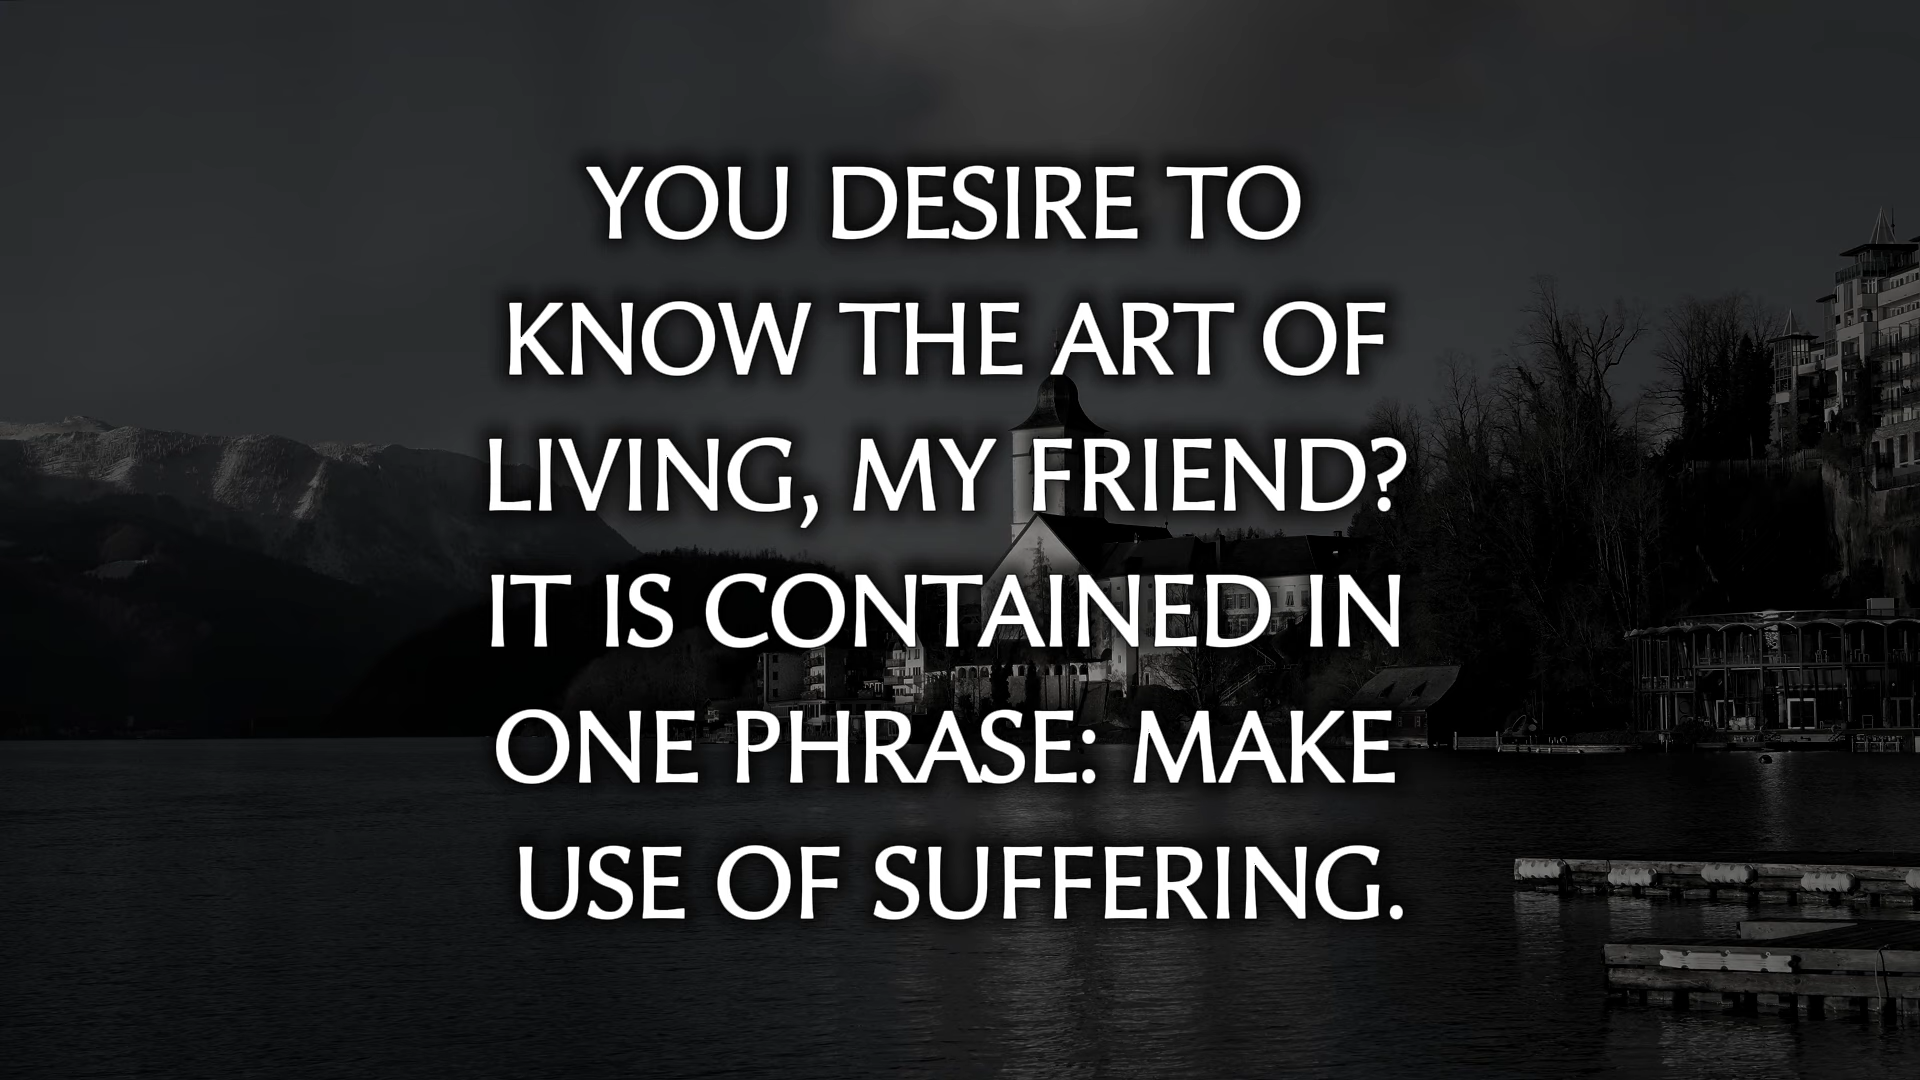 YOU DESIRE TO
KNOW THE ART OF
LIVING, MY FRIEND?
IT IS CONTAINED IN
ONE PHRASE: MAKE
USE OF SUFFERING.